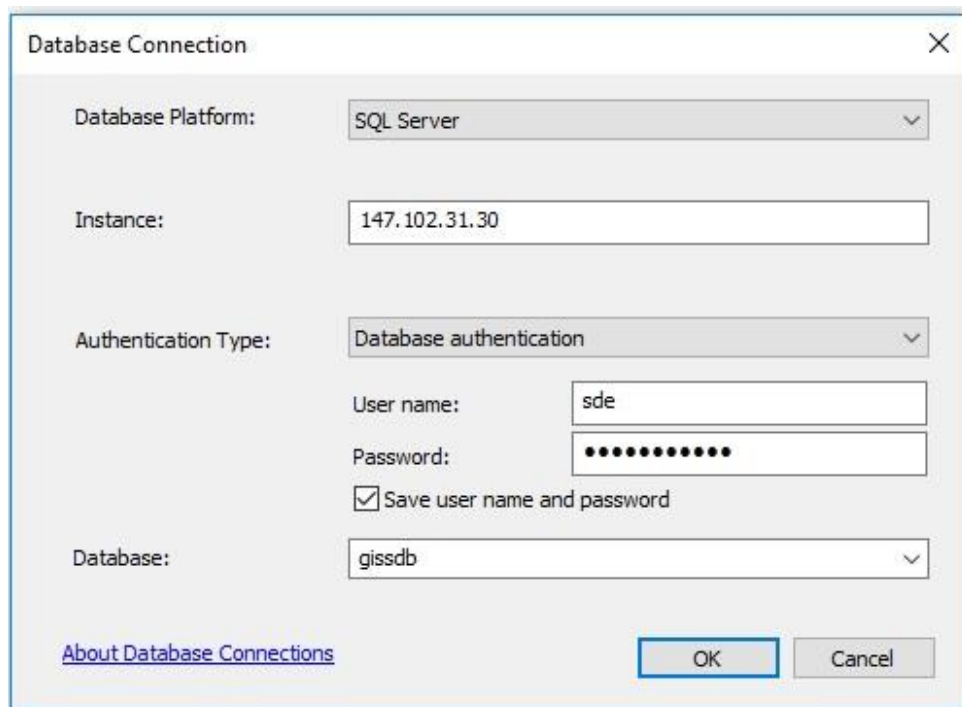 Database Connection
Database Platform: SQL Server
Instance: 147.102.31.30
Authentication Type: Database authentication
User name: sde
Password: •••••••••••
Save user name and password
Database: gissdb
About Database Connections OK Cancel